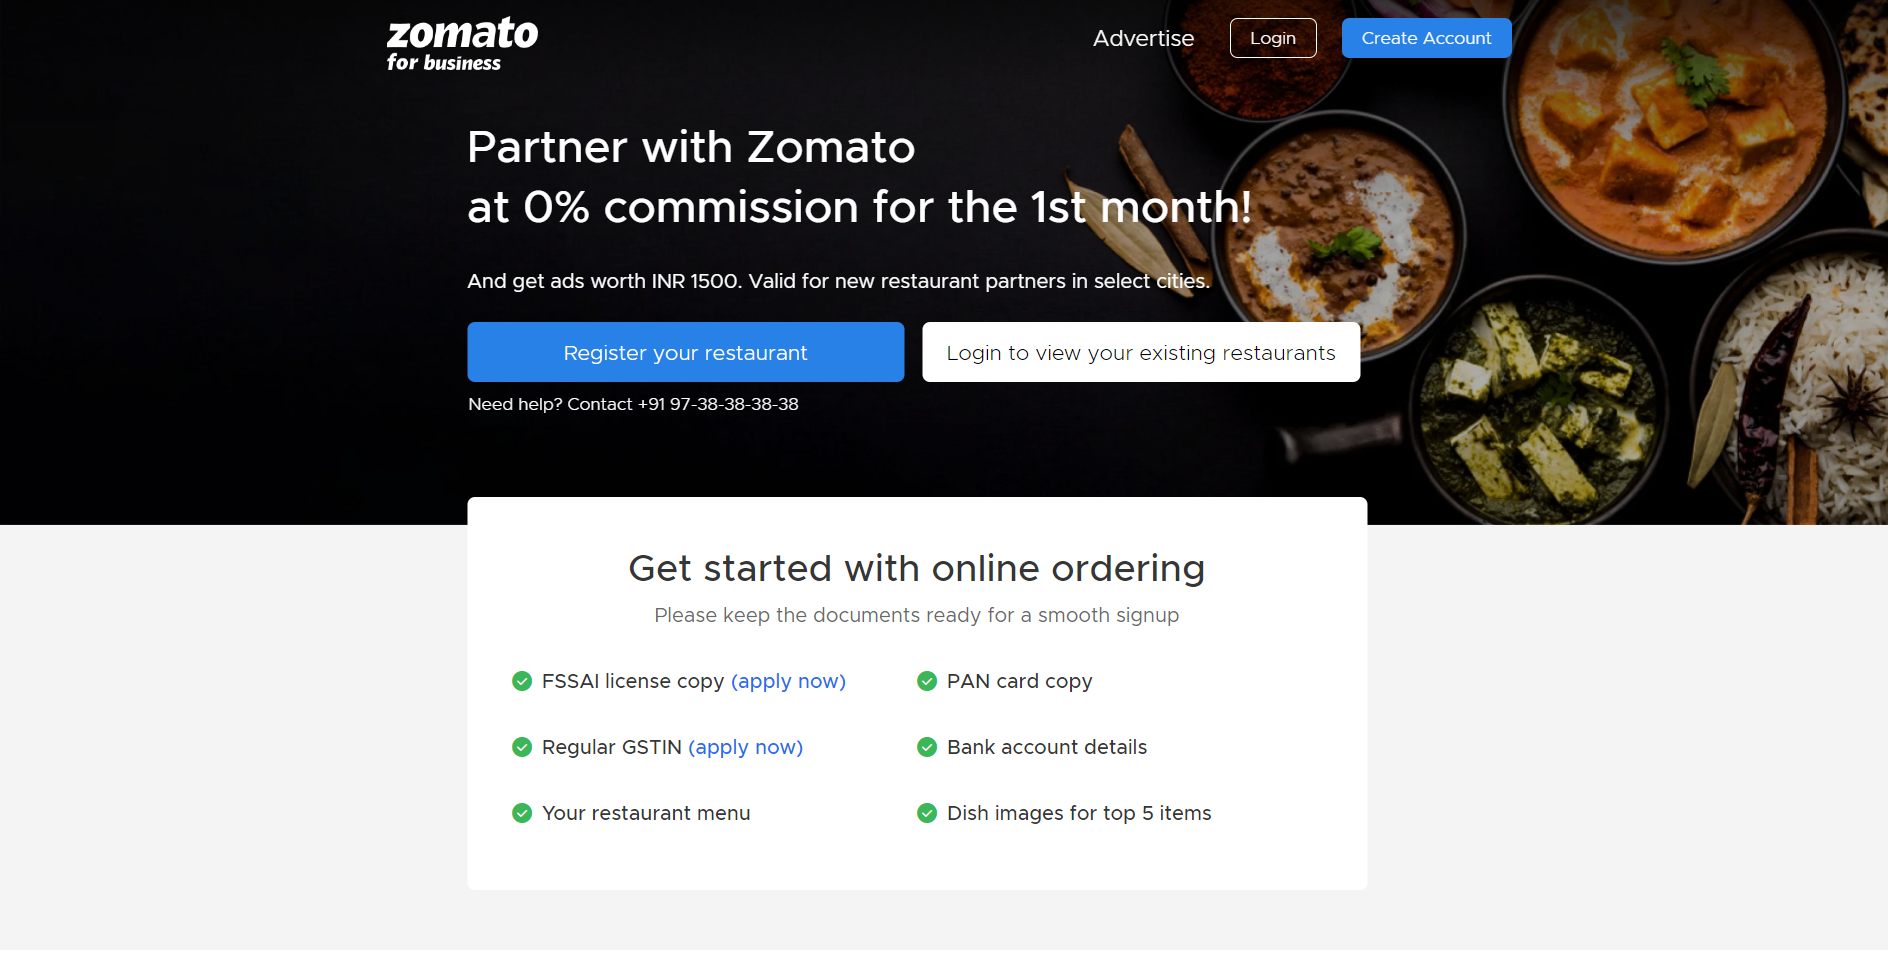 zomato
for business
Advertise
Login
Create Account
Partner with Zomato
at 0% commission for the 1st month!
And get ads worth INR 1500. Valid for new restaurant partners in select cities.
Register your restaurant
Login to view your existing restaurants
Need help? Contact +91 97-38-38-38-38
Get started with online ordering
Please keep the documents ready for a smooth signup
FSSAI license copy (apply now)
PAN card copy
Regular GSTIN (apply now)
Bank account details
Your restaurant menu
Dish images for top 5 items